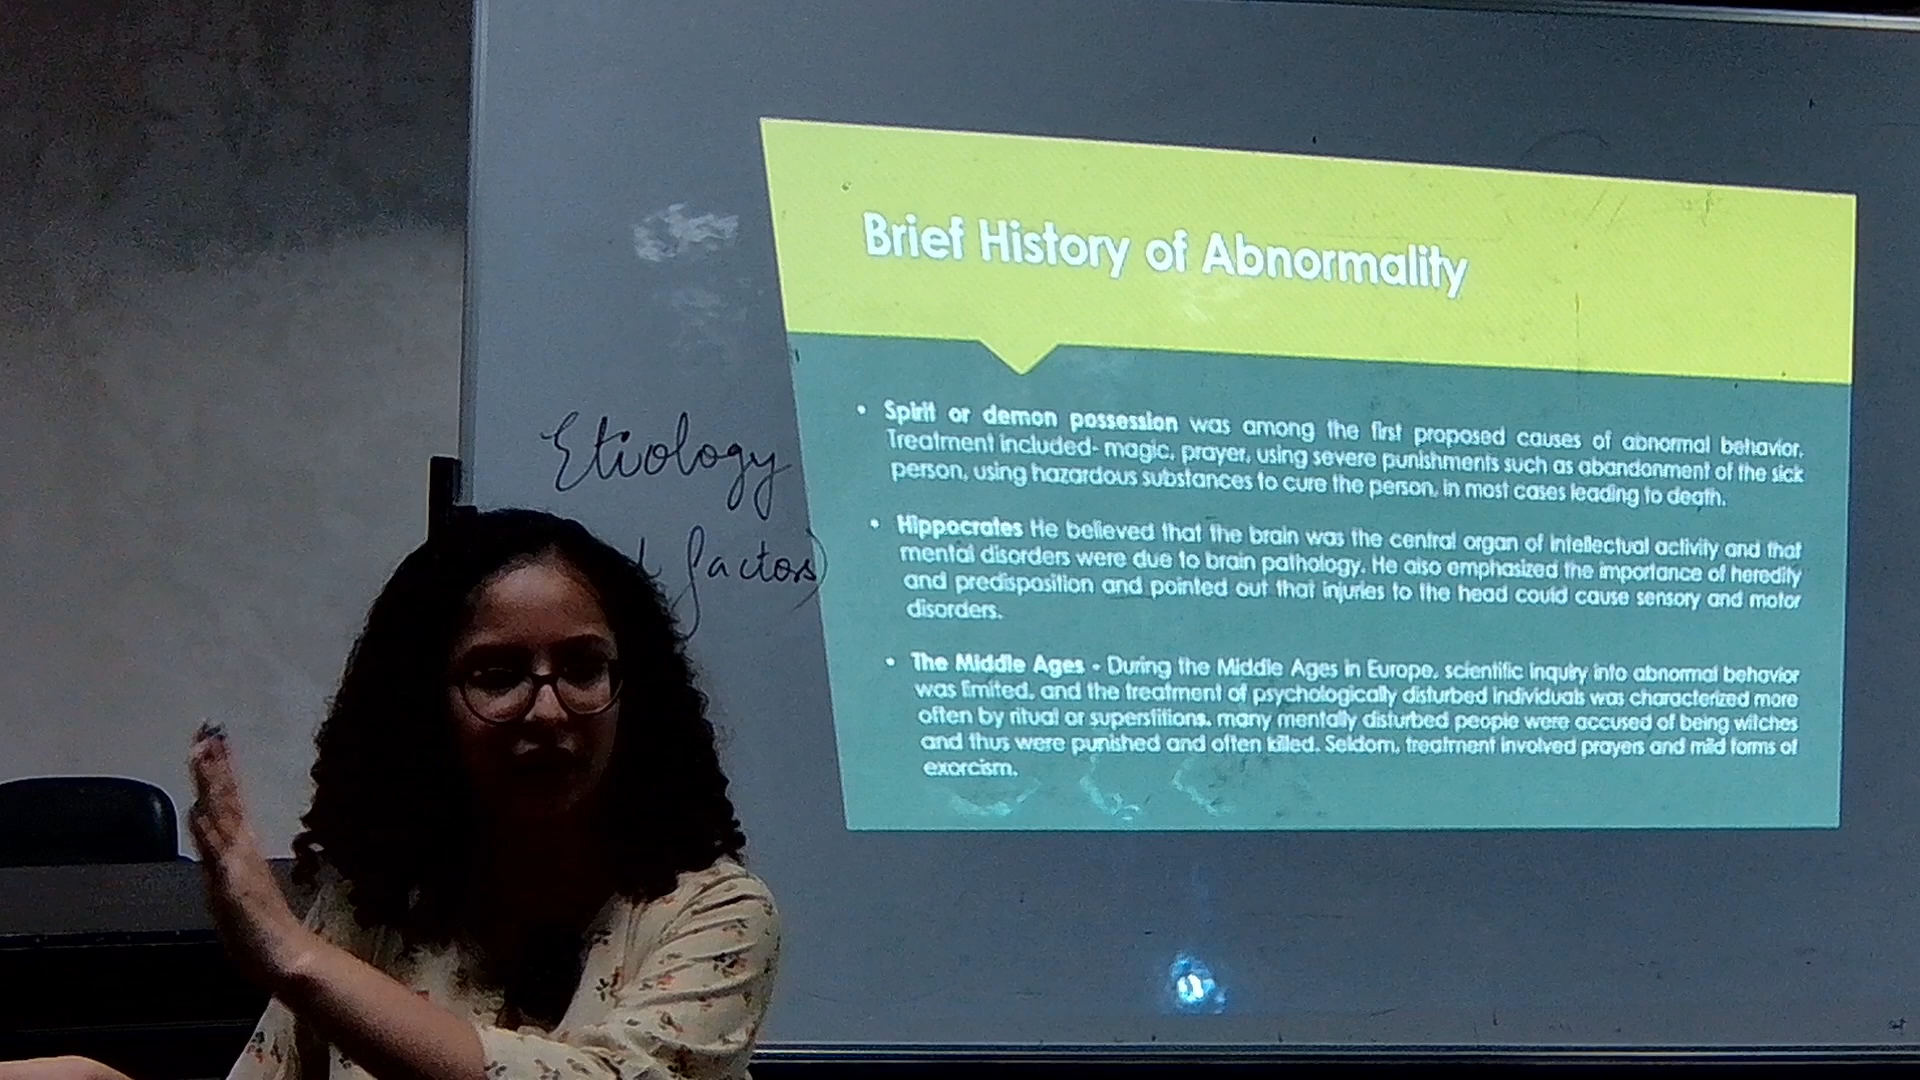 Brief History of Abnormality
Etiology
factors)
• Spirit or demon possession was among the first proposed causes of abnormal behavior.
Treatment included- magic, prayer, using severe punishments such as abandonment of the sick
person, using hazardous substances to cure the person, in most cases leading to death.
• Hippocrates He believed that the brain was the central organ of intellectual activity and that
mental disorders were due to brain pathology. He also emphasized the importance of heredity
and predisposition and pointed out that injuries to the head could cause sensory and motor
disorders.
• The Middle Ages - During the Middle Ages in Europe, scientific inquiry into abnormal behavior
was limited, and the treatment of psychologically disturbed individuals was characterized more
often by ritual or superstitions. many mentally disturbed people were accused of being witches
and thus were punished and often killed. Seldom, treatment involved prayers and mild forms of
exorcism.